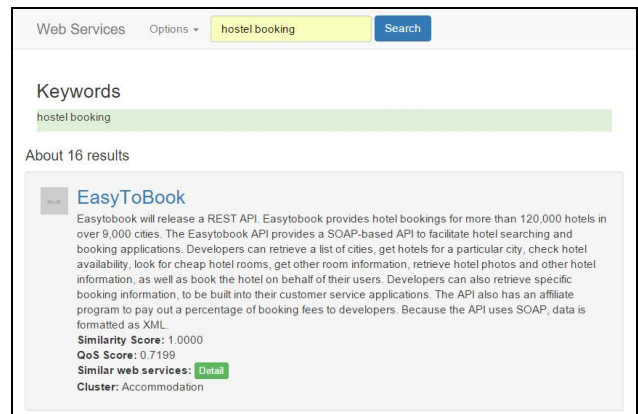 Web Services Options hostel booking Search
Keywords
hostel booking
About 16 results
EasyToBook
Easytobook will release a REST API. Easytobook provides hotel bookings for more than 120,000 hotels in
over 9,000 cities. The Easytobook API provides a SOAP-based API to facilitate hotel searching and
booking applications. Developers can retrieve a list of cities, get hotels for a particular city, check hotel
availability, look for cheap hotel rooms, get other room information, retrieve hotel photos and other hotel
information, as well as book the hotel on behalf of their users. Developers can also retrieve specific
booking information, to be built into their customer service applications. The API also has an affiliate
program to pay out a percentage of booking fees to developers. Because the API uses SOAP, data is
formatted as XML.
Similarity Score: 1.0000
QoS Score: 0.7199
Similar web services: Detail
Cluster: Accommodation